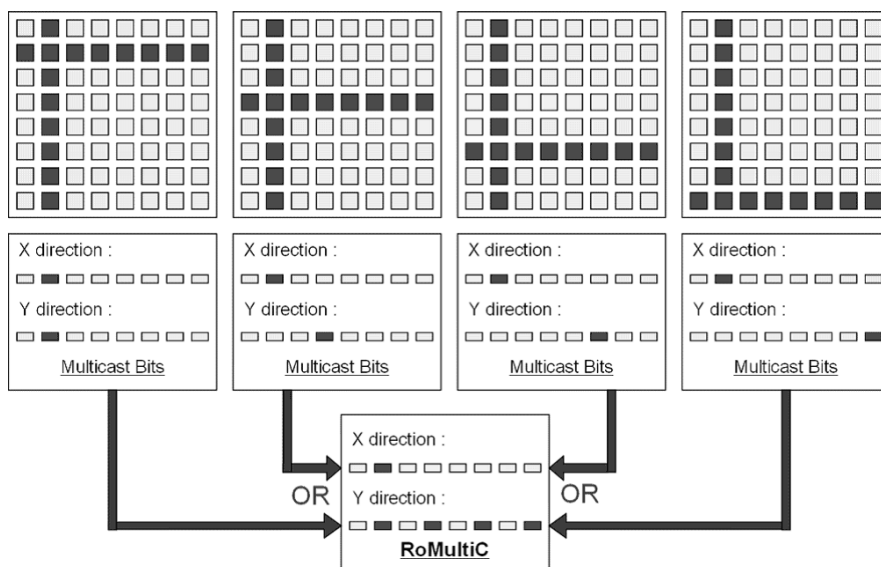 X direction :
Y direction :
Multicast Bits
X direction :
Y direction :
Multicast Bits
X direction :
Y direction :
Multicast Bits
X direction :
Y direction :
Multicast Bits
X direction :
OR
OR
Y direction :
RoMultiC